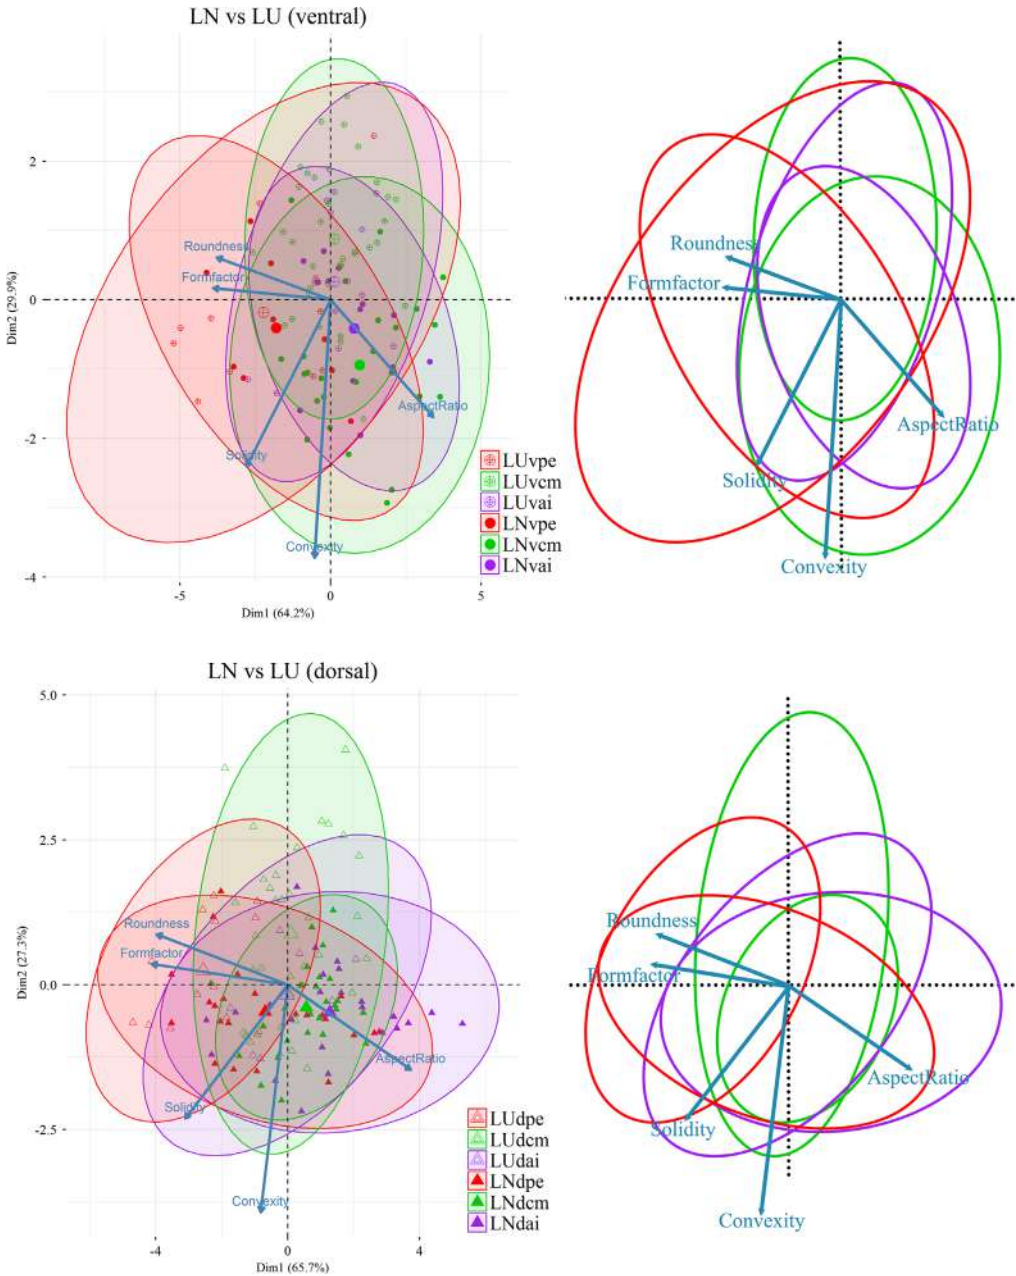 LN vs LU (ventral)
2
0
-2
-4
Dim2 (29.9%)
Roundness
Formfactor
AspectRatio
Solidity
Convexity
LUvpe
LUvcm
LUvai
LNvpe
LNvcm
LNvai
-5
0
5
Dim1 (64.2%)
Roundness
Formfactor
AspectRatio
Solidity
Convexity
LN vs LU (dorsal)
5.0
2.5
0.0
-2.5
Dim2 (27.3%)
Roundness
Formfactor
AspectRatio
Solidity
Convexity
LUdpe
LUdcm
LUdai
LNdpe
LNdcm
LNdai
-4
0
4
Dim1 (65.7%)
Roundness
Formfactor
AspectRatio
Solidity
Convexity